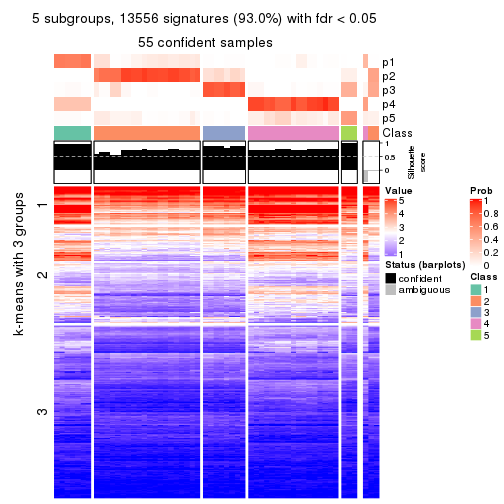 5 subgroups, 13556 signatures (93.0%) with fdr < 0.05
55 confident samples
p1
p2
p3
p4
p5
Class
1
0.5
0
Silhouette
score
k-means with 3 groups
1
2
3
Value
5
4
3
2
1
Status (barplots)
confident
ambiguous
Prob
1
0.8
0.6
0.4
0.2
0
Class
1
2
3
4
5